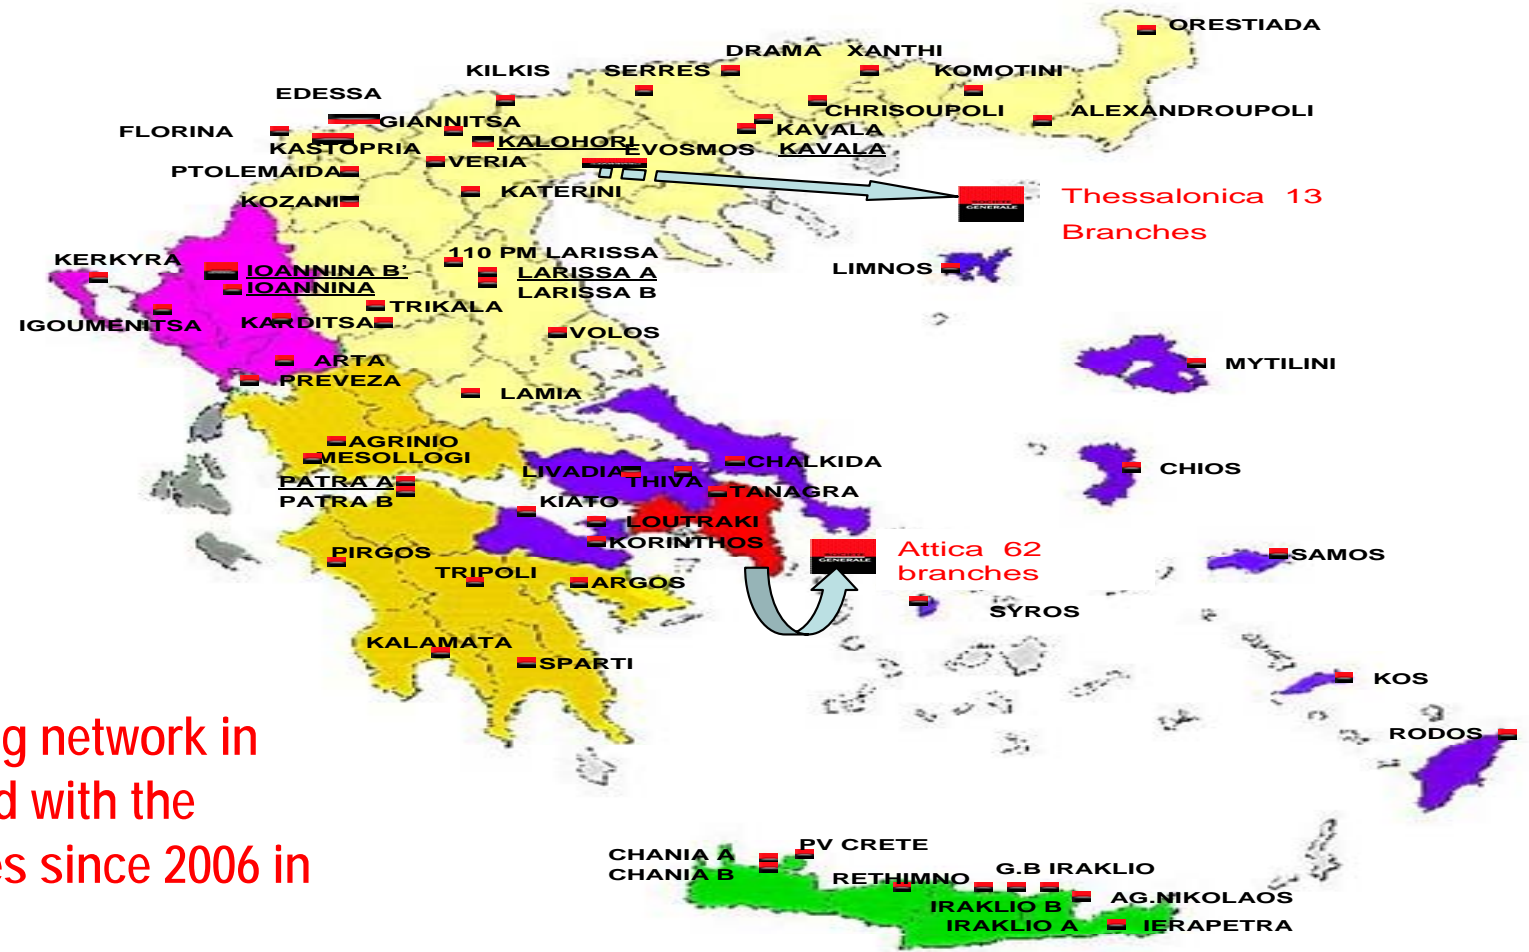 ORESTIADA
DRAMA XANTHI
KILKIS SERRES KOMOTINI
EDESSA
CHRISOUPOLI ALEXANDROUPOLI
GIANNITSA
FLORINA KAVALA
KALOHORI
KASTOPRIA EVOSMOS KAVALA
VERIA
PTOLEMAIDA
KATERINI
KOZANI
Thessalonica 13
Branches
SOCIETE
GENERALE
110 PM LARISSA
KERKYRA
LIMNOS
IOANNINA B’ LARISSA A
IOANNINA LARISSA B
TRIKALA
IGOUMENITSA KARDITSA
VOLOS
ARTA MYTILINI
PREVEZA
LAMIA
AGRINIO
MESOLLOGI CHALKIDA
LIVADIA CHIOS
PATRA A THIVA
TANAGRA
PATRA B KIATO
LOUTRAKI
KORINTHOS
Attica 62
branches
SOCIETE
GENERALE
PIRGOS SAMOS
TRIPOLI
ARGOS
SYROS
KALAMATA
SPARTI
KOS
g network in
RODOS
d with the
es since 2006 in
PV CRETE
CHANIA A
G.B IRAKLIO
CHANIA B RETHIMNO
AG.NIKOLAOS
IRAKLIO B
IRAKLIO A IERAPETRA